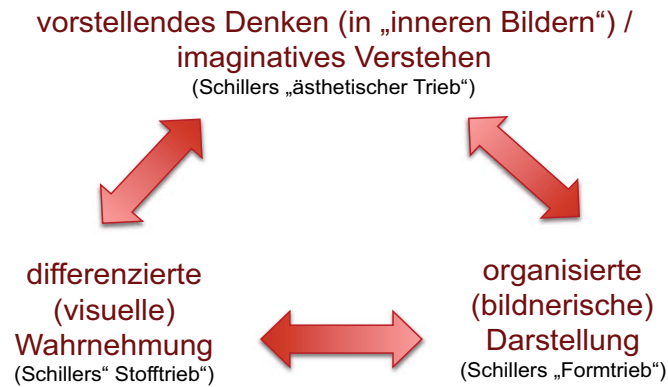 vorstellendes Denken (in „inneren Bildern“) /
imaginatives Verstehen
(Schillers „ästhetischer Trieb“)
differenzierte
(visuelle)
Wahrnehmung
(Schillers“ Stofftrieb“)
organisierte
(bildnerische)
Darstellung
(Schillers „Formtrieb“)